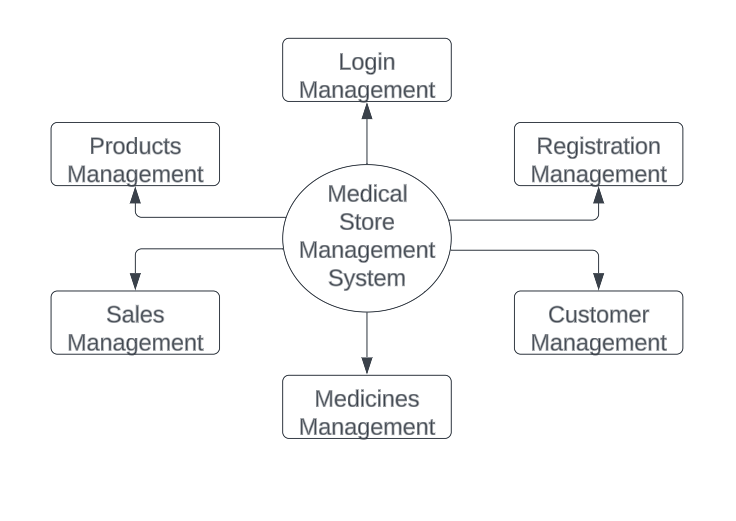 Login
Management
Products
Management
Registration
Management
Medical
Store
Management
System
Sales
Management
Customer
Management
Medicines
Management